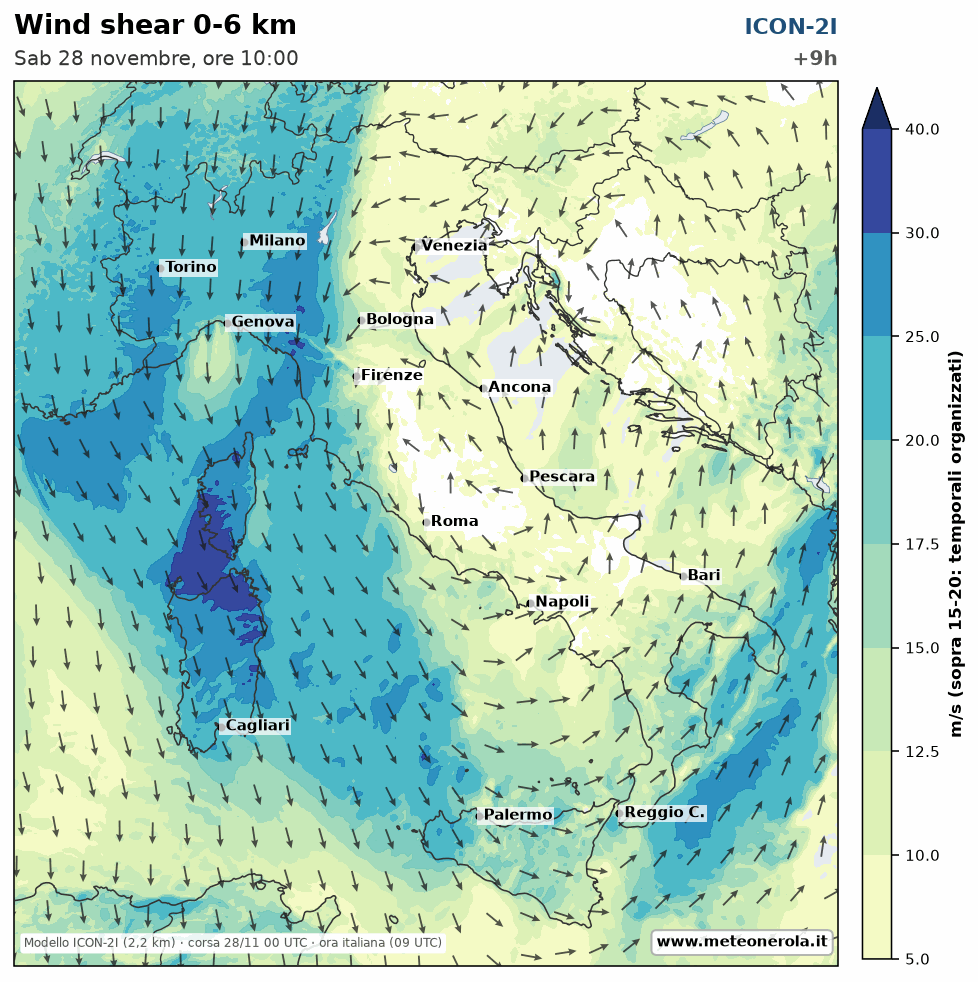 Wind shear 0-6 km
ICON-2I
Sab 28 novembre, ore 10:00
+9h
Milano
Venezia
Torino
Genova
Bologna
Firenze
Ancona
Pescara
Roma
Bari
Napoli
Cagliari
Palermo
Reggio C.
40.0
30.0
25.0
20.0
17.5
15.0
12.5
10.0
5.0
m/s (sopra 15-20: temporali organizzati)
Modello ICON-2I (2,2 km) · corsa 28/11 00 UTC · ora italiana (09 UTC)
www.meteonerola.it